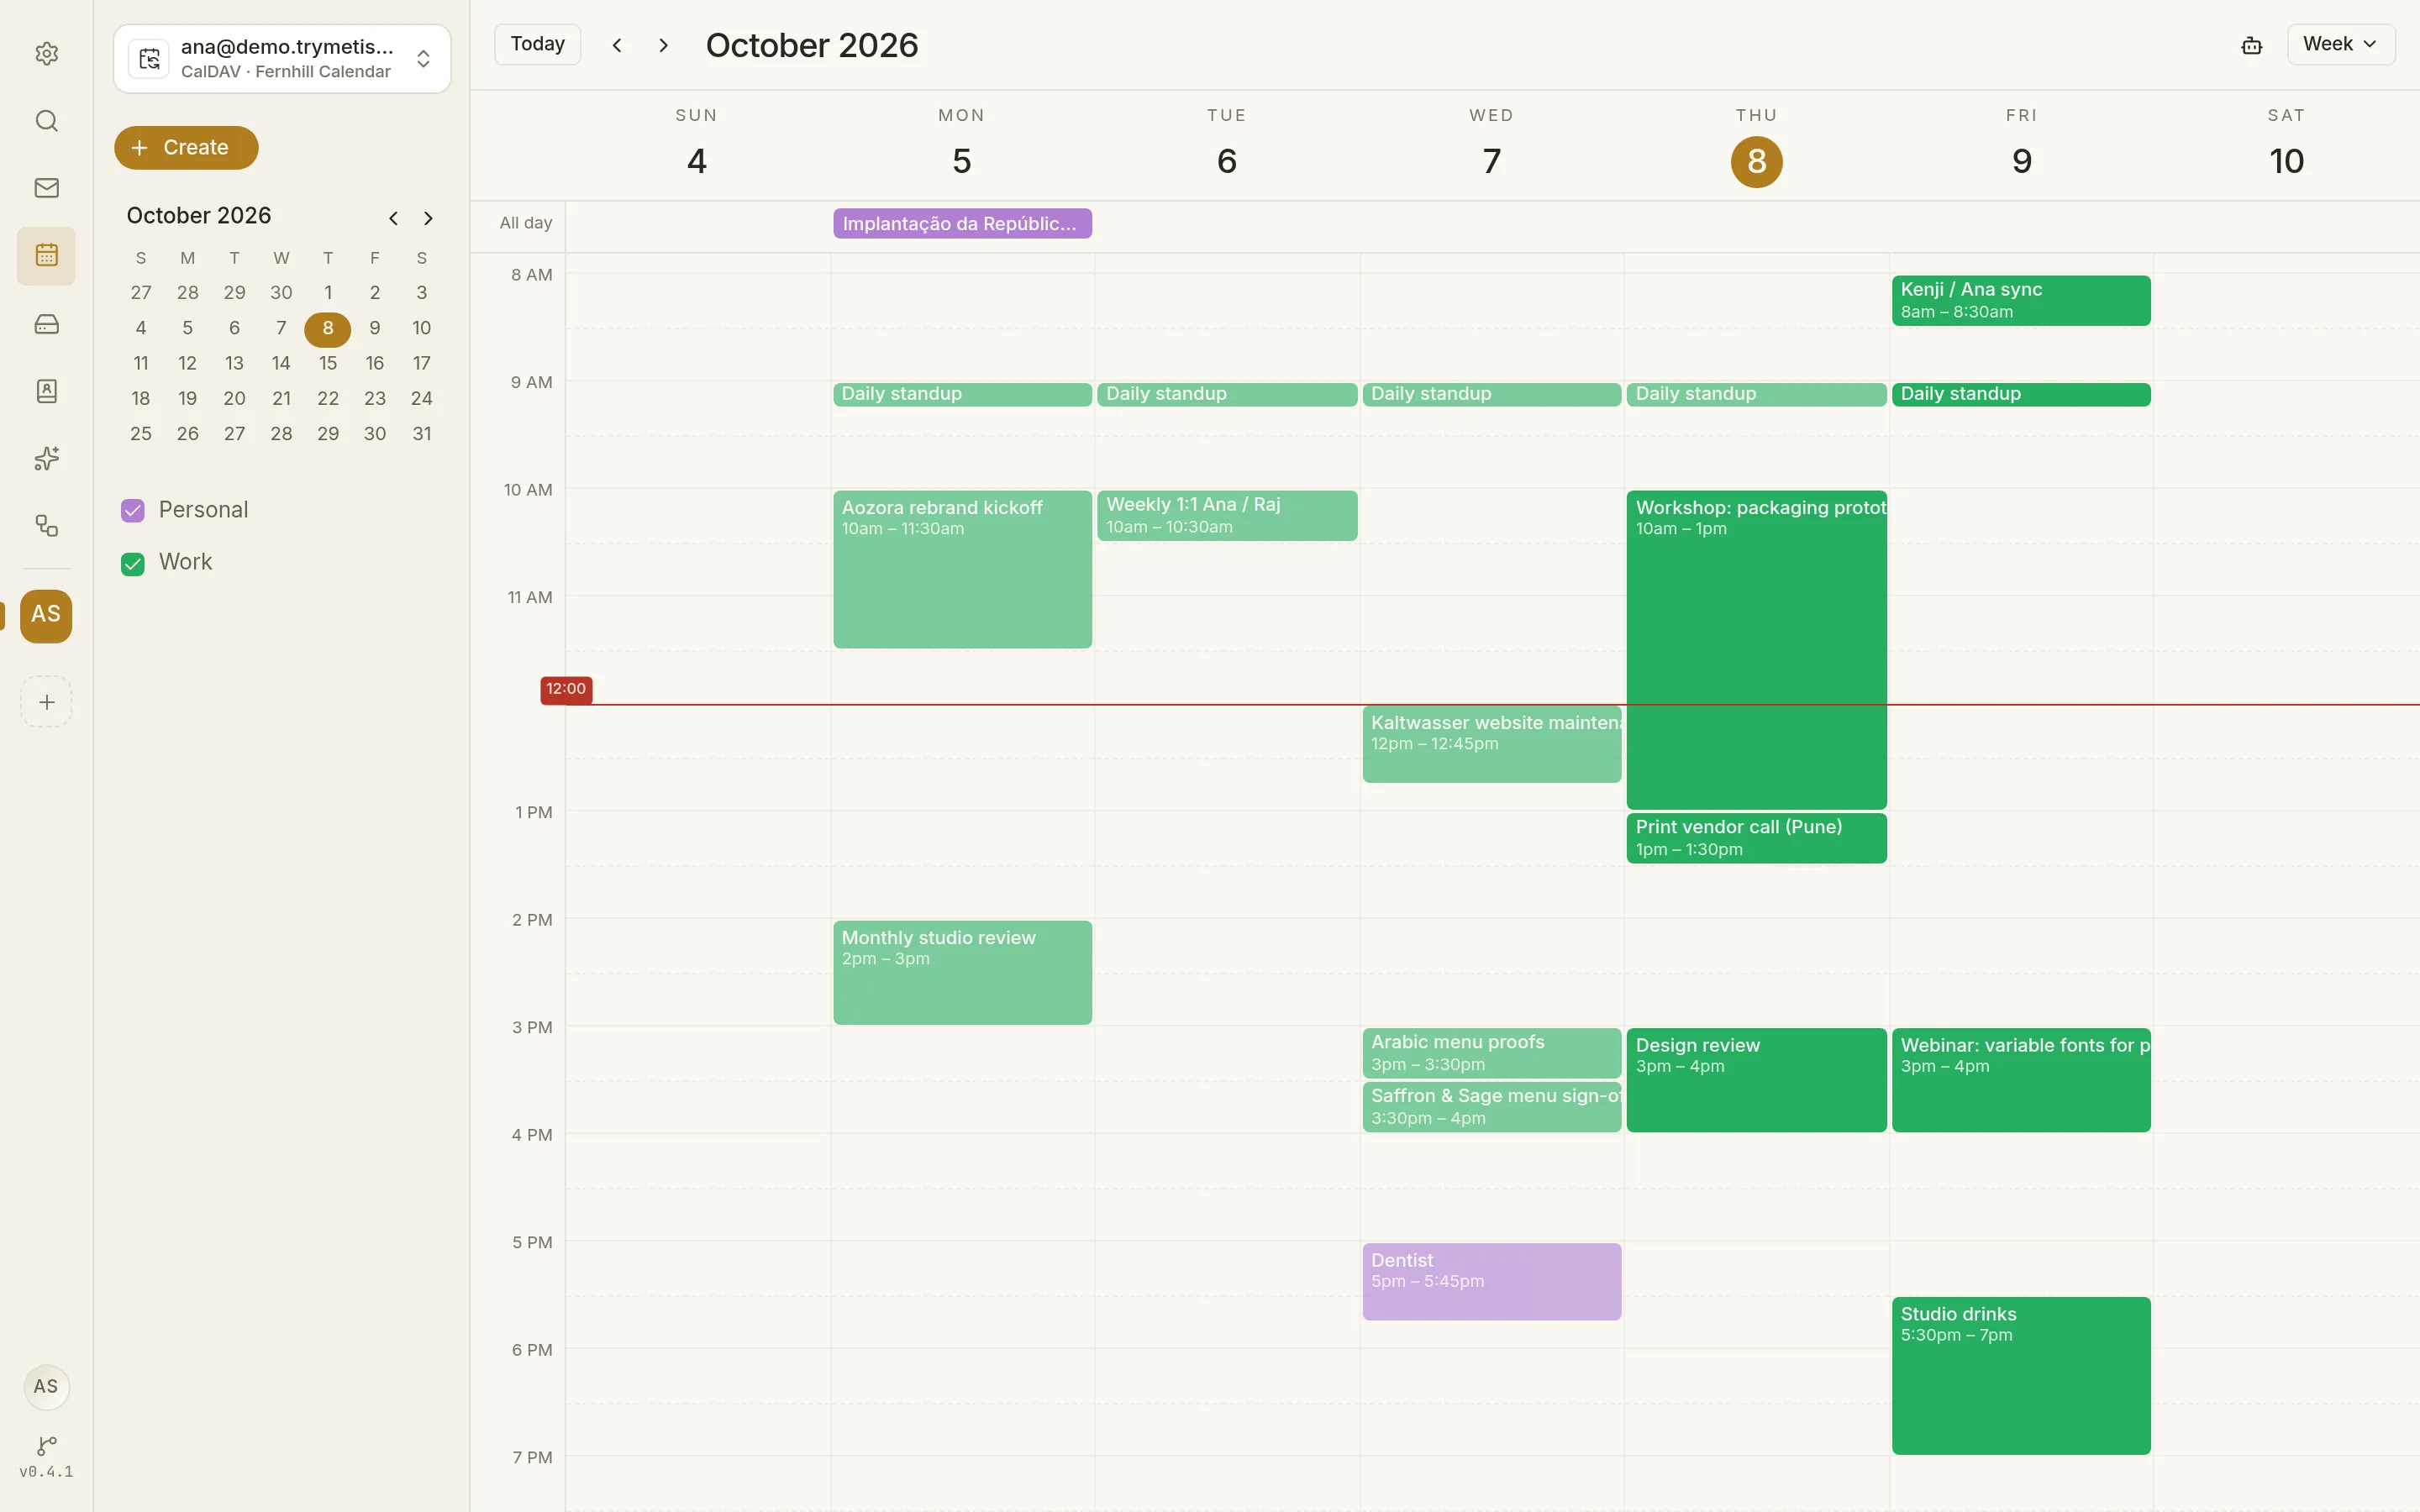 ana@demo.trymetis...
CalDAV · Fernhill Calendar
Create
October 2026
S M T W T F S
27 28 29 30 1 2 3
4 5 6 7 8 9 10
11 12 13 14 15 16 17
18 19 20 21 22 23 24
25 26 27 28 29 30 31
Personal
Work
AS
AS
v0.4.1
Today
October 2026
Week
SUN MON TUE WED THU FRI SAT
4 5 6 7 8 9 10
All day
Implantação da Repúblic...
8 AM
9 AM
10 AM
11 AM
12:00
1 PM
2 PM
3 PM
4 PM
5 PM
6 PM
7 PM
Daily standup
Aozora rebrand kickoff
10am – 11:30am
Monthly studio review
2pm – 3pm
Daily standup
Weekly 1:1 Ana / Raj
10am – 10:30am
Daily standup
Kaltwasser website maintena
12pm – 12:45pm
Arabic menu proofs
3pm – 3:30pm
Saffron & Sage menu sign-of
3:30pm – 4pm
Dentist
5pm – 5:45pm
Daily standup
Workshop: packaging protot
10am – 1pm
Print vendor call (Pune)
1pm – 1:30pm
Design review
3pm – 4pm
Kenji / Ana sync
8am – 8:30am
Daily standup
Webinar: variable fonts for p
3pm – 4pm
Studio drinks
5:30pm – 7pm